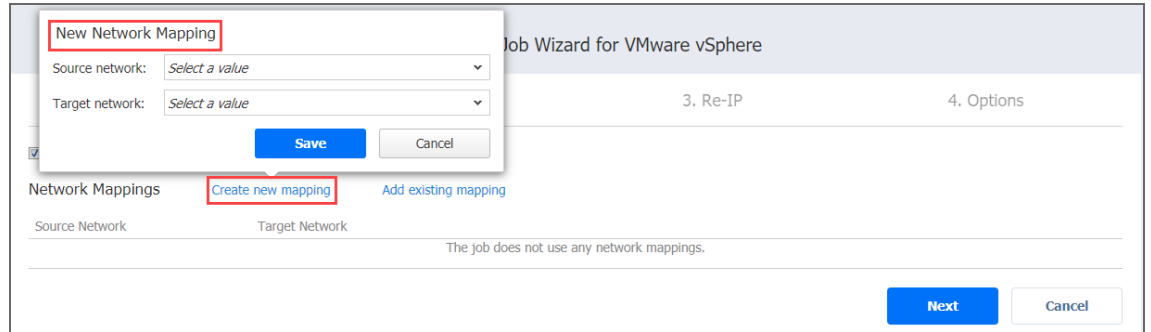 New Network Mapping
Job Wizard for VMware vSphere
Source network: Select a value
Target network: Select a value
3. Re-IP 4. Options
Save Cancel
Network Mappings Create new mapping Add existing mapping
Source Network Target Network
The job does not use any network mappings.
Next Cancel